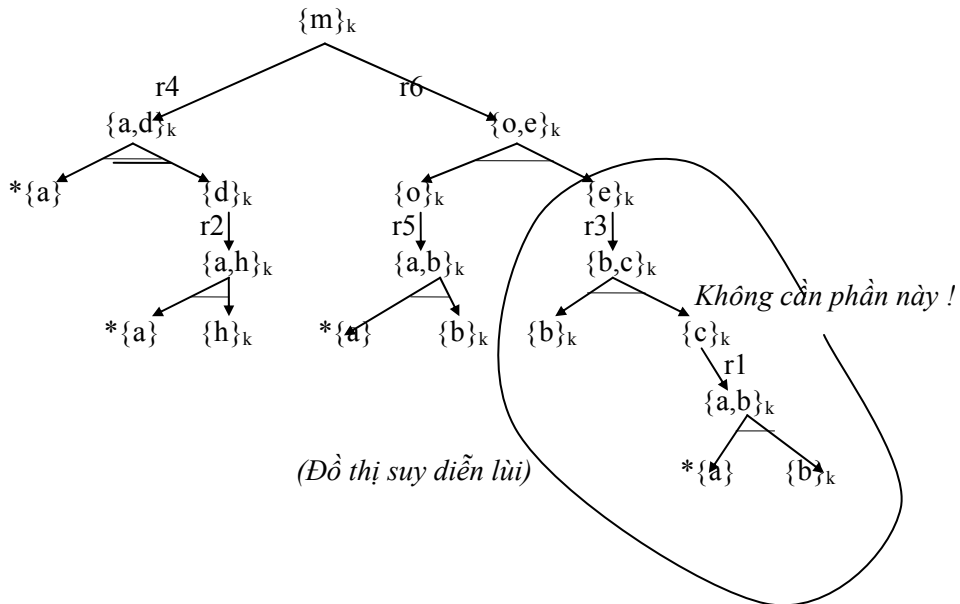 {m}k
r4 r6
{a,d}k {o,e}k
*{a} {d}k {o}k {e}k
r2 r5 r3
{a,h}k {a,b}k {b,c}k
Không cần phần này !
*{a} {h}k *{a} {b}k {b}k {c}k
r1
{a,b}k
(Đồ thị suy diễn lùi) *{a} {b}k